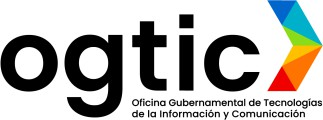 ogtic
Oficina Gubernamental de Tecnologías
de la Información y Comunicación